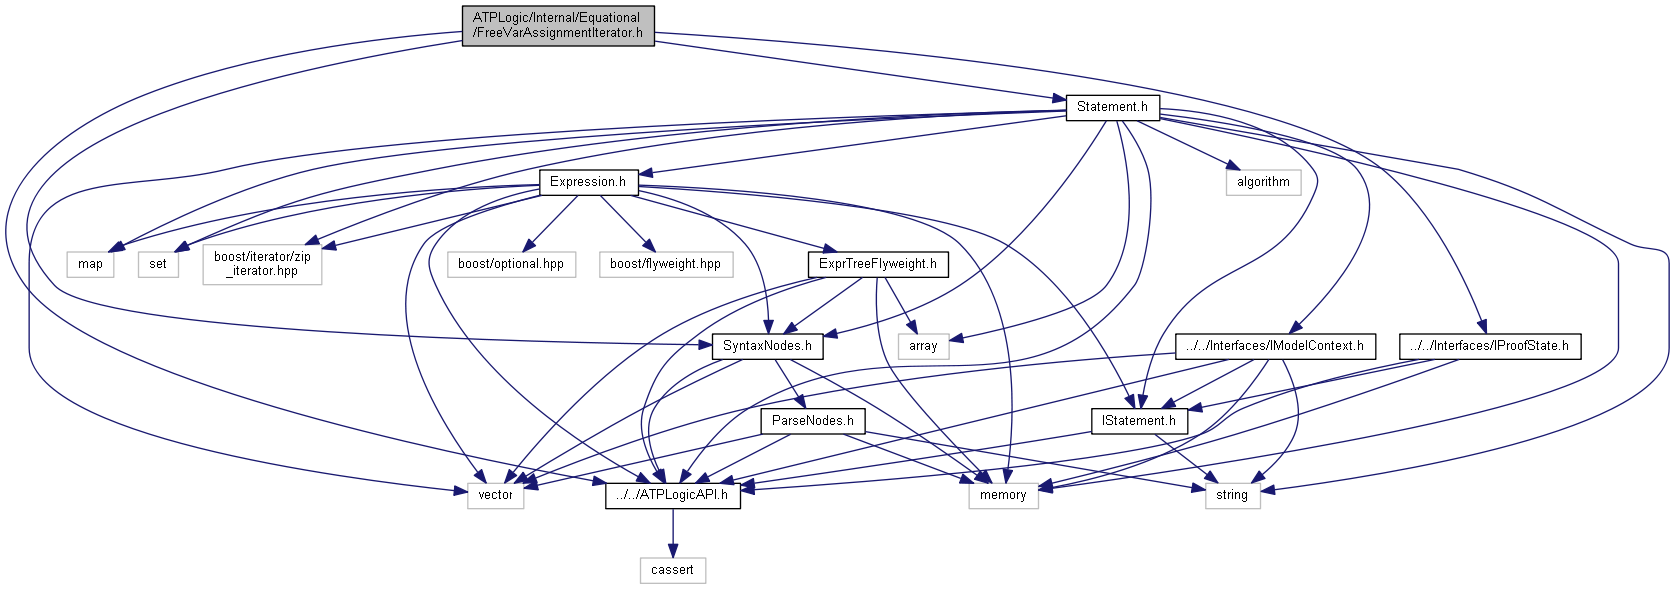 ATPLogic/Internal/Equational
/FreeVarAssignmentIterator.h
Statement.h
Expression.h
algorithm
map
set
boost/iterator/zip
_iterator.hpp
boost/optional.hpp
boost/flyweight.hpp
ExprTreeFlyweight.h
SyntaxNodes.h
array
../../Interfaces/IModelContext.h
../../Interfaces/IProofState.h
ParseNodes.h
IStatement.h
vector
../../ATPLogicAPI.h
memory
string
cassert